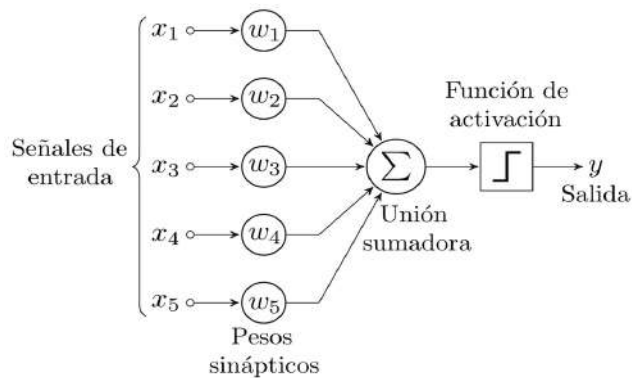 x₁ w₁
x₂ w₂
Función de
activación
Señales de
entrada
x₃ w₃ Σ y
Salida
Unión
sumadora
x₄ w₄
x₅ w₅
Pesos
sinápticos